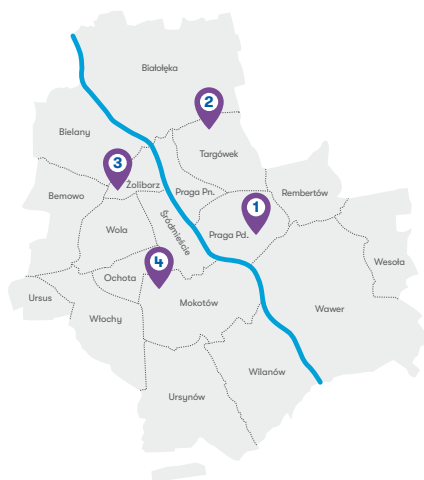 Białołęka
2
Bielany
Targówek
3
Żoliborz
Praga Pn.
Rembertów
Bemowo
1
Wola
Śródmieście
Praga Pd.
4
Wesoła
Ochota
Ursus
Mokotów
Wawer
Włochy
Wilanów
Ursynów